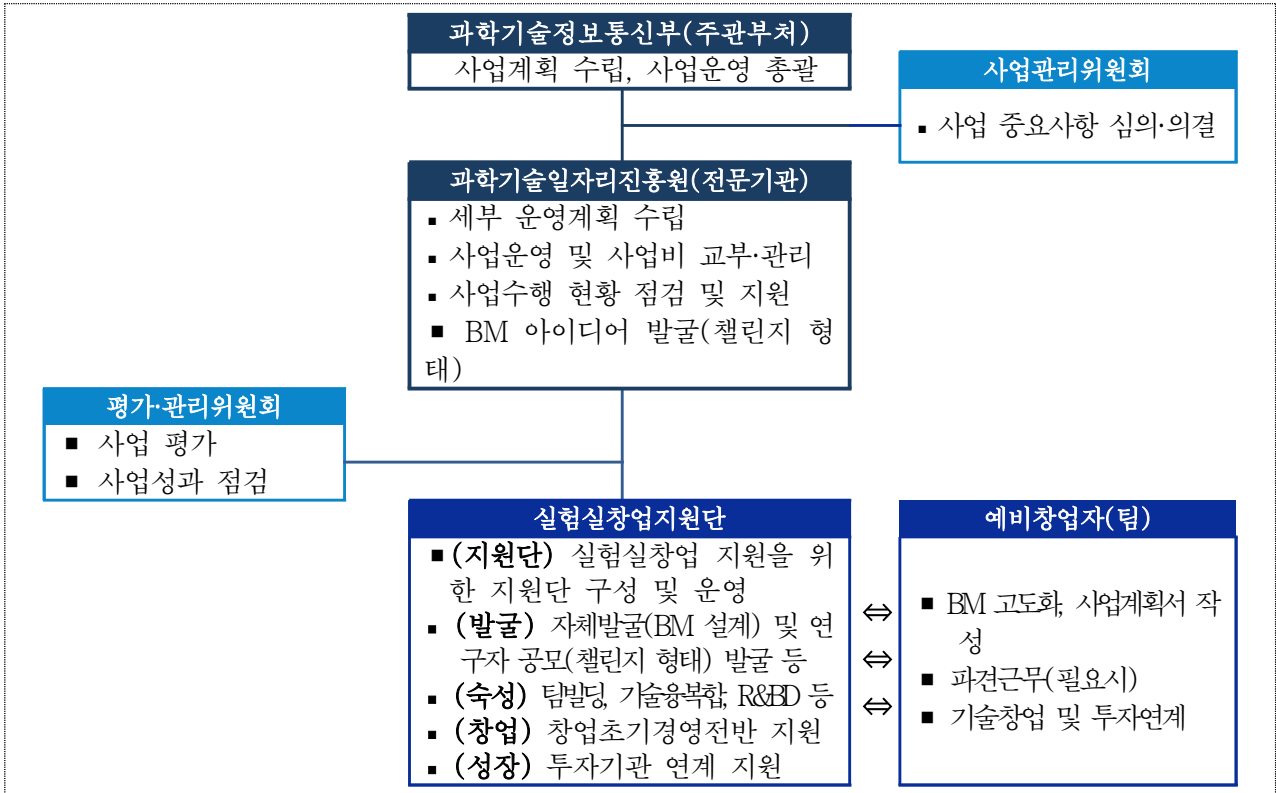 과학기술정보통신부(주관부처)
사업계획 수립, 사업운영 총괄
사업관리위원회
▪ 사업 중요사항 심의·의결
과학기술일자리진흥원(전문기관)
▪ 세부 운영계획 수립
▪ 사업운영 및 사업비 교부·관리
▪ 사업수행 현황 점검 및 지원
■ BM 아이디어 발굴(챌린지 형
태)
평가·관리위원회
■ 사업 평가
■ 사업성과 점검
실험실창업지원단
■ (지원단) 실험실창업 지원을 위
한 지원단 구성 및 운영
▪ (발굴) 자체발굴(BM 설계) 및 연
구자 공모(챌린지 형태) 발굴 등
▪ (숙성) 팀빌딩, 기술융복합, R&BD 등
▪ (창업) 창업초기경영전반 지원
▪ (성장) 투자기관 연계 지원
⇔
⇔
⇔
예비창업자(팀)
■ BM 고도화, 사업계획서 작
성
■ 파견근무(필요시)
■ 기술창업 및 투자연계